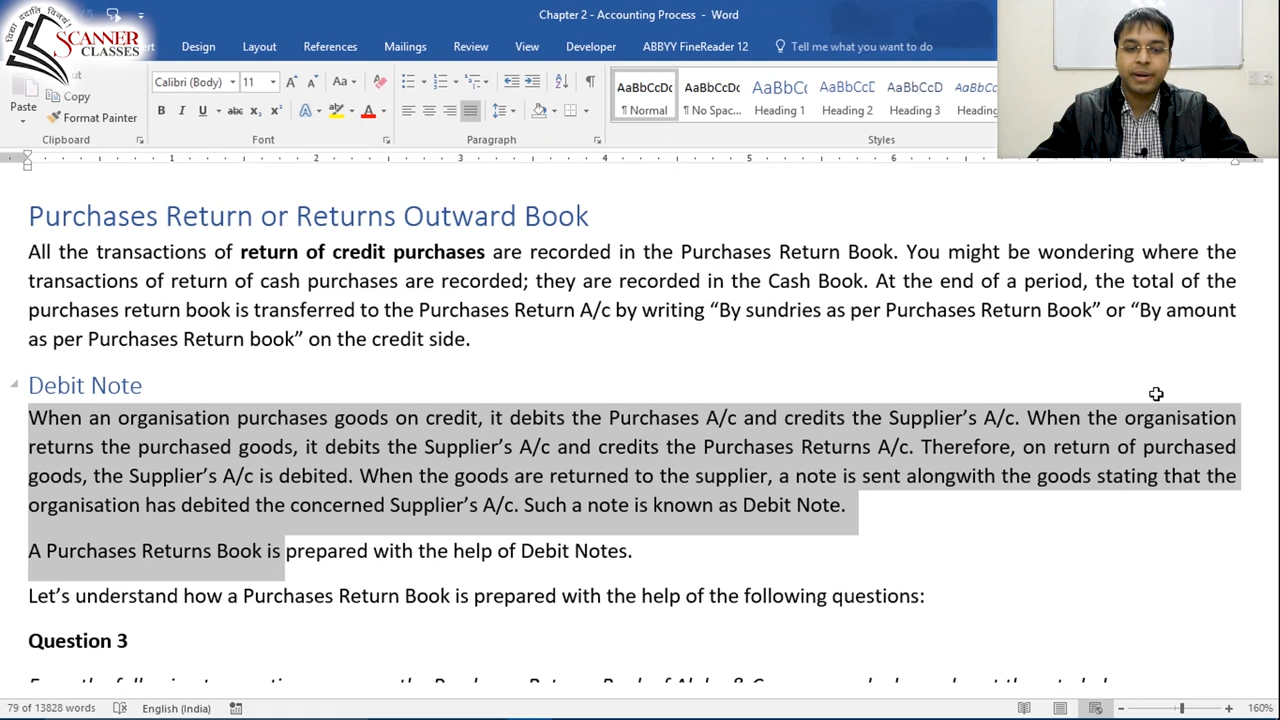 विद्या ददाति विजयं!
SCANNER
CLASSES
Chapter 2 - Accounting Process - Word
Design Layout References Mailings Review View Developer ABBYY FineReader 12 Tell me what you want to do
Paste
Copy
Format Painter
Clipboard
Calibri (Body) 11
Font
Paragraph
AaBbCcDc AaBbCcDc AaBbCc AaBbCcD AaBbCcD AaBbCcD
¶ Normal ¶ No Spac... Heading 1 Heading 2 Heading 3 Heading
Styles
1 2 3 4 5 6
Purchases Return or Returns Outward Book
All the transactions of return of credit purchases are recorded in the Purchases Return Book. You might be wondering where the
transactions of return of cash purchases are recorded; they are recorded in the Cash Book. At the end of a period, the total of the
purchases return book is transferred to the Purchases Return A/c by writing “By sundries as per Purchases Return Book” or “By amount
as per Purchases Return book” on the credit side.
Debit Note
When an organisation purchases goods on credit, it debits the Purchases A/c and credits the Supplier’s A/c. When the organisation
returns the purchased goods, it debits the Supplier’s A/c and credits the Purchases Returns A/c. Therefore, on return of purchased
goods, the Supplier’s A/c is debited. When the goods are returned to the supplier, a note is sent alongwith the goods stating that the
organisation has debited the concerned Supplier’s A/c. Such a note is known as Debit Note.
A Purchases Returns Book is prepared with the help of Debit Notes.
Let’s understand how a Purchases Return Book is prepared with the help of the following questions:
Question 3
79 of 13828 words English (India) 160%